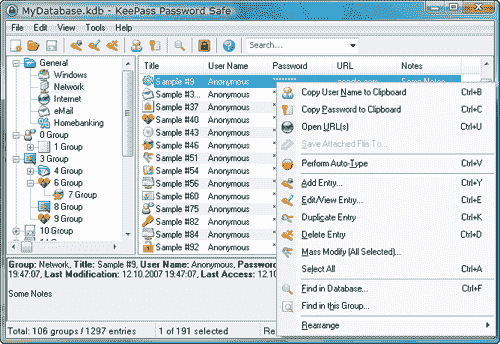 MyDatabase.kdb - KeePass Password Safe
File Edit View Tools Help
Search...
General
Windows
Network
Internet
eMail
Homebanking
0 Group
1 Group
3 Group
4 Group
6 Group
7 Group
8 Group
9 Group
10 Group
Title User Name Password URL Notes
Sample #9 Anonymous ******** google.com Some Notes
Sample #3... Anonymous
Sample #37 Anonymous
Sample #40 Anonymous
Sample #43 Anonymous
Sample #46 Anonymous
Sample #51 Anonymous
Sample #54 Anonymous
Sample #56 Anonymous
Sample #60 Anonymous
Sample #75 Anonymous
Sample #82 Anonymous
Sample #84 Anonymous
Sample #92 Anonymous
Copy User Name to Clipboard Ctrl+B
Copy Password to Clipboard Ctrl+C
Open URL(s) Ctrl+U
Save Attached File To...
Perform Auto-Type Ctrl+V
Add Entry... Ctrl+Y
Edit/View Entry... Ctrl+E
Duplicate Entry Ctrl+K
Delete Entry Ctrl+D
Mass Modify (All Selected)...
Select All Ctrl+A
Find in Database... Ctrl+F
Find in this Group...
Rearrange
Group: Network, Title: Sample #9, User Name: Anonymous, Password
19:47:07, Last Modification: 12.10.2007 19:47:07, Last Access: 12.10
Some Notes
Total: 106 groups / 1297 entries 1 of 191 selected Re